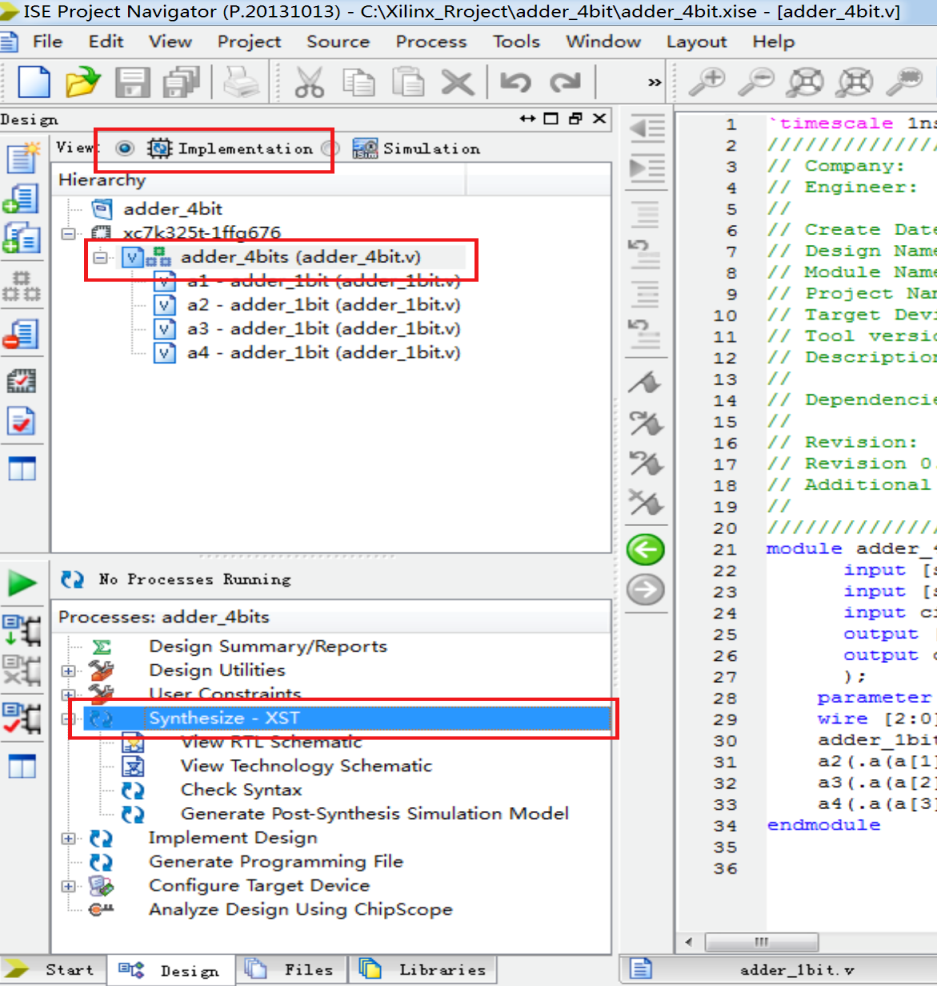 ISE Project Navigator (P.20131013) - C:\Xilinx_Rroject\adder_4bit\adder_4bit.xise - [adder_4bit.v]
File Edit View Project Source Process Tools Window Layout Help
»
Design
View: Implementation Simulation
Hierarchy
adder_4bit
xc7k325t-1ffg676
adder_4bits (adder_4bit.v)
a1 - adder_1bit (adder_1bit.v)
a2 - adder_1bit (adder_1bit.v)
a3 - adder_1bit (adder_1bit.v)
a4 - adder_1bit (adder_1bit.v)
No Processes Running
Processes: adder_4bits
Design Summary/Reports
Design Utilities
User Constraints
Synthesize - XST
View RTL Schematic
View Technology Schematic
Check Syntax
Generate Post-Synthesis Simulation Model
Implement Design
Generate Programming File
Configure Target Device
Analyze Design Using ChipScope
Start Design Files Libraries
1 `timescale 1ns
2 /////////////
3 // Company:
4 // Engineer:
5 //
6 // Create Date
7 // Design Name
8 // Module Name
9 // Project Nam
10 // Target Devi
11 // Tool versio
12 // Description
13 //
14 // Dependencie
15 //
16 // Revision:
17 // Revision 0.
18 // Additional
19 //
20 /////////////
21 module adder_4
22 input [s
23 input [s
24 input ci
25 output [
26 output c
27 );
28 parameter
29 wire [2:0]
30 adder_1bit
31 a2(.a(a[1]
32 a3(.a(a[2]
33 a4(.a(a[3]
34 endmodule
35
36
adder_1bit.v